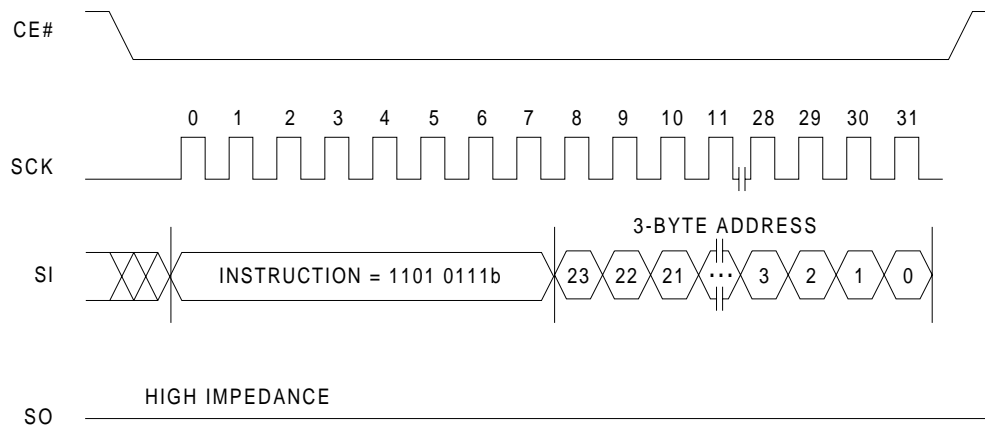 CE#
0 1 2 3 4 5 6 7 8 9 10 11 28 29 30 31
SCK
3-BYTE ADDRESS
SI INSTRUCTION = 1101 0111b 23 22 21 ... 3 2 1 0
HIGH IMPEDANCE
SO